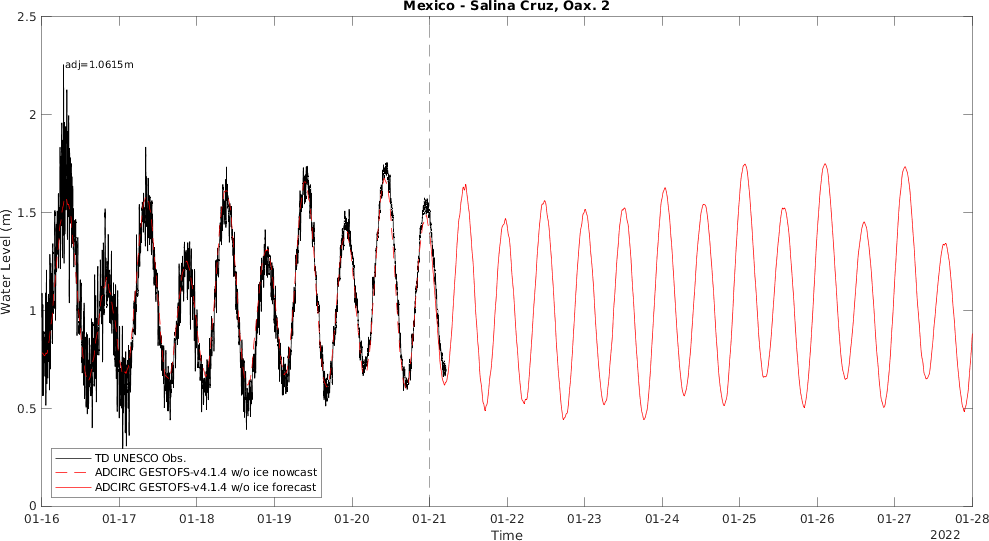 Mexico - Salina Cruz, Oax. 2
2.5
adj=1.0615m
2
1.5
Water Level (m)
1
0.5
TD UNESCO Obs.
ADCIRC GESTOFS-v4.1.4 w/o ice nowcast
ADCIRC GESTOFS-v4.1.4 w/o ice forecast
0
01-16 01-17 01-18 01-19 01-20 01-21 01-22 01-23 01-24 01-25 01-26 01-27 01-28
Time 2022